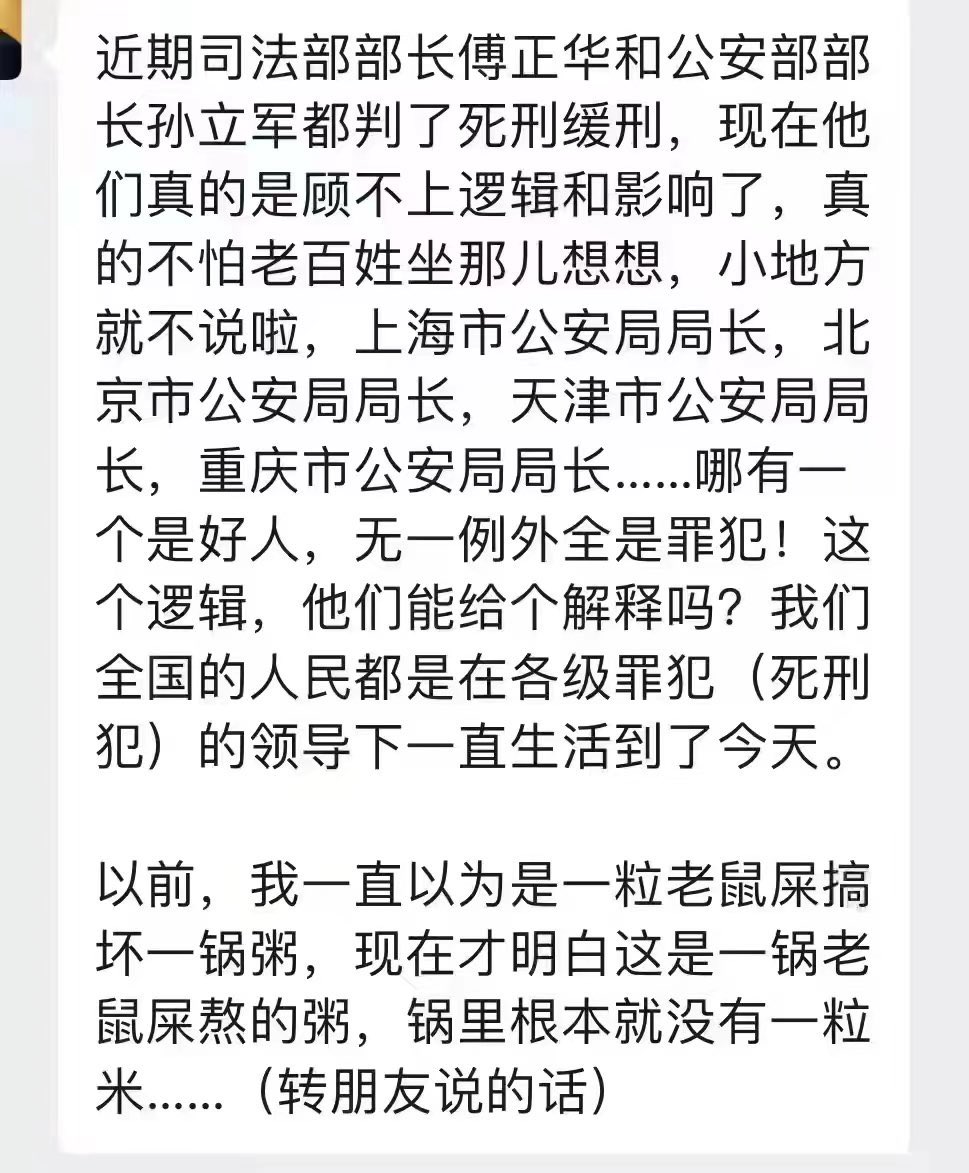 近期司法部部长傅正华和公安部部
长孙立军都判了死刑缓刑，现在他
们真的是顾不上逻辑和影响了，真
的不怕老百姓坐那儿想想，小地方
就不说啦，上海市公安局局长，北
京市公安局局长，天津市公安局局
长，重庆市公安局局长……哪有一
个是好人，无一例外全是罪犯！这
个逻辑，他们能给个解释吗？我们
全国的人民都是在各级罪犯（死刑
犯）的领导下一直生活到了今天。
以前，我一直以为是一粒老鼠屎搞
坏一锅粥，现在才明白这是一锅老
鼠屎熬的粥，锅里根本就没有一粒
米……（转朋友说的话）